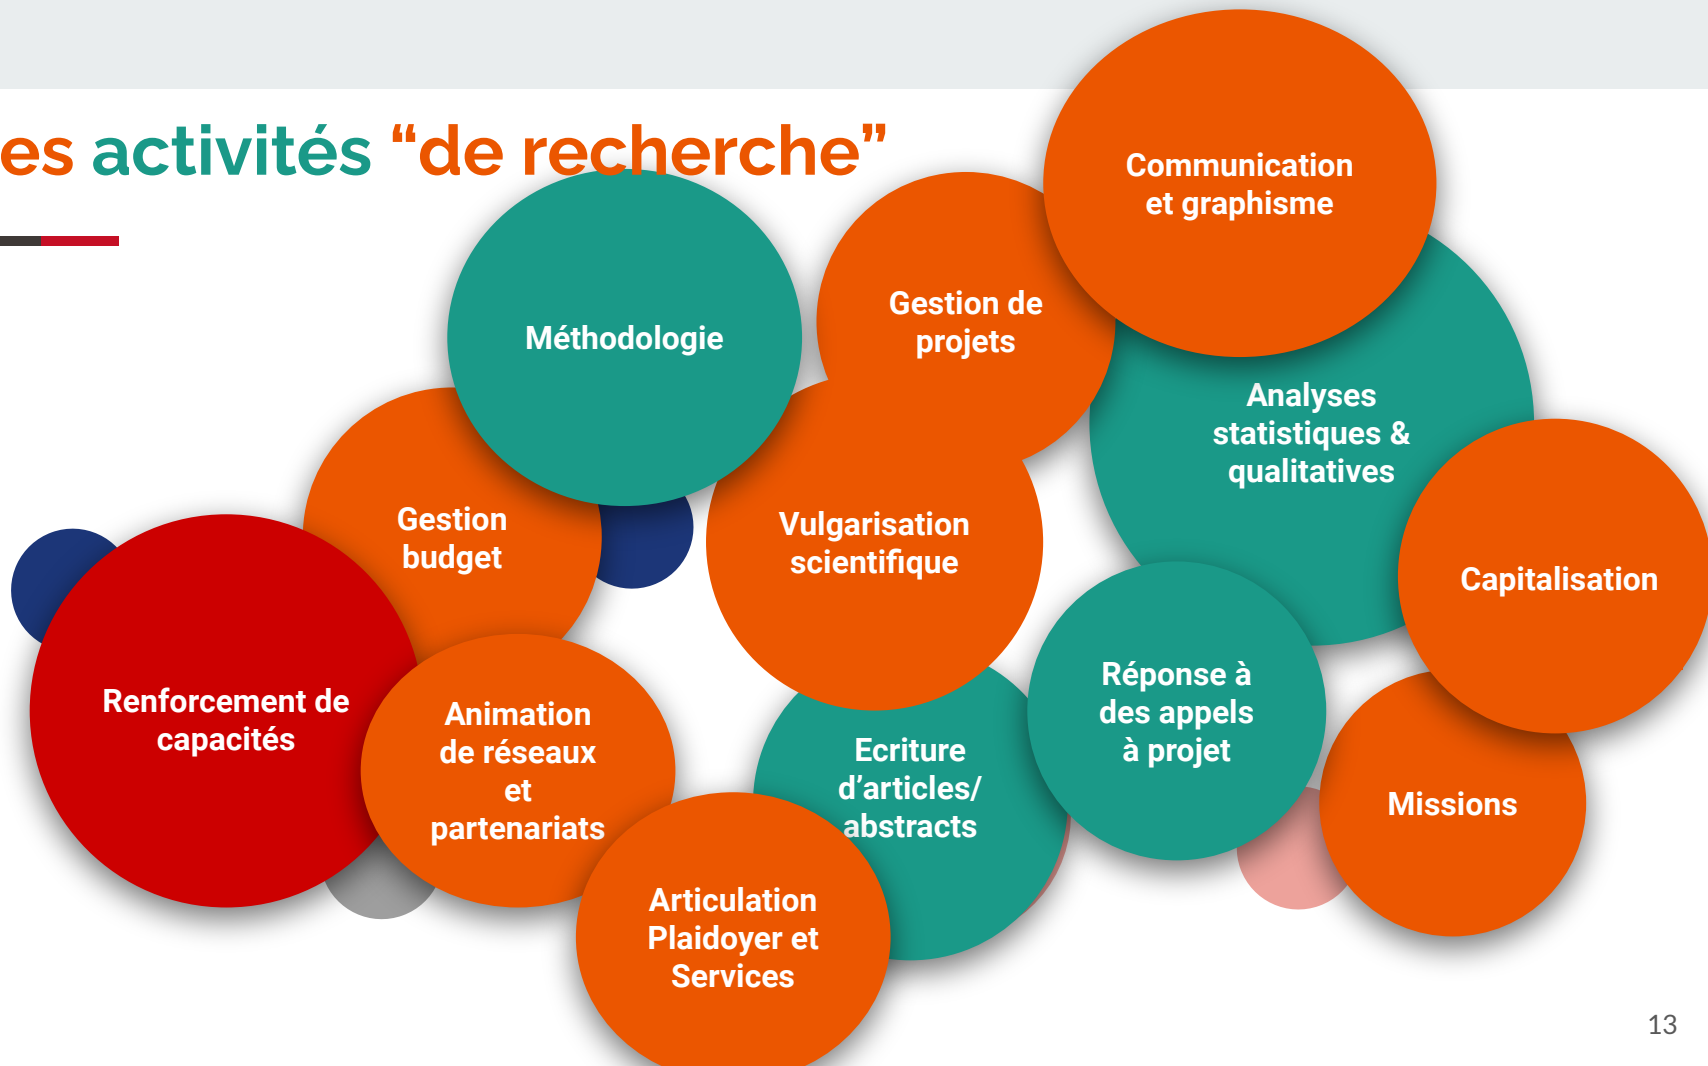 es activités “de recherche”
Communication
et graphisme
Gestion de
projets
Méthodologie
Analyses
statistiques &
qualitatives
Gestion
budget
Vulgarisation
scientifique
Capitalisation
Renforcement de
capacités
Animation
de réseaux
et
partenariats
Ecriture
d’articles/
abstracts
Réponse à
des appels
à projet
Missions
Articulation
Plaidoyer et
Services
13